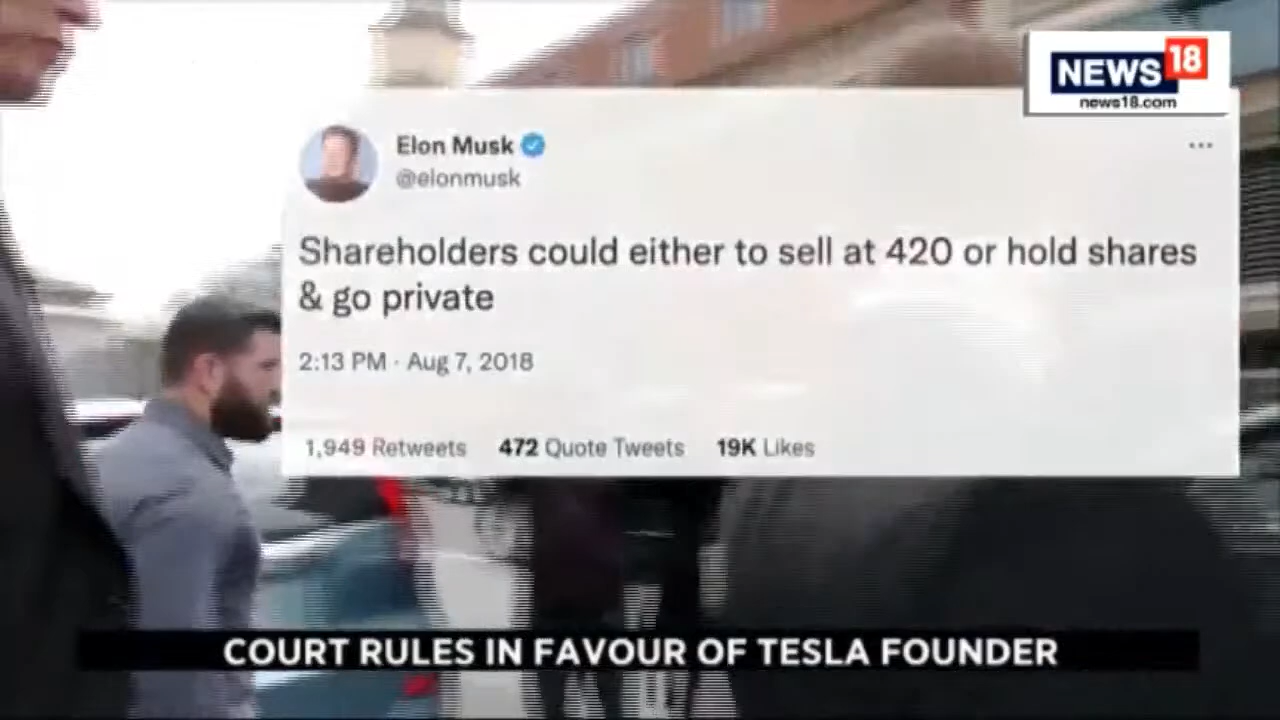 NEWS 18
news18.com
Elon Musk
@elonmusk
Shareholders could either to sell at 420 or hold shares
& go private
2:13 PM · Aug 7, 2018
1,949 Retweets 472 Quote Tweets 19K Likes
COURT RULES IN FAVOUR OF TESLA FOUNDER